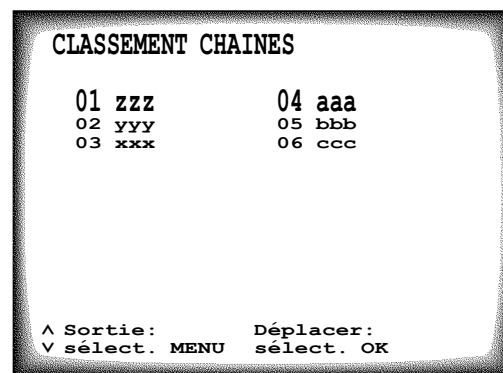 CLASSEMENT CHAINES
01 zzz 04 aaa
02 yyy 05 bbb
03 xxx 06 ccc
∧ Sortie: Déplacer:
∨ sélect. MENU sélect. OK